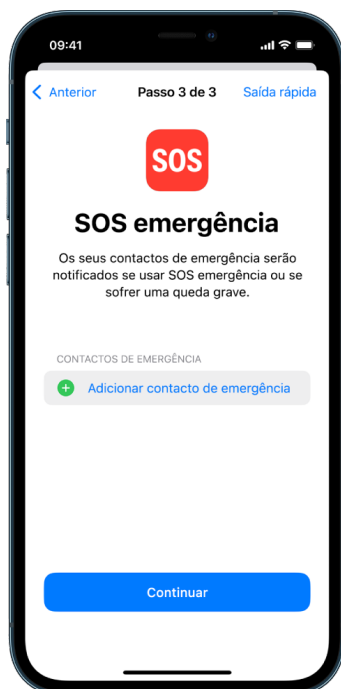 09:41
Anterior Passo 3 de 3 Saída rápida
SOS
SOS emergência
Os seus contactos de emergência serão
notificados se usar SOS emergência ou se
sofrer uma queda grave.
CONTACTOS DE EMERGÊNCIA
Adicionar contacto de emergência
Continuar